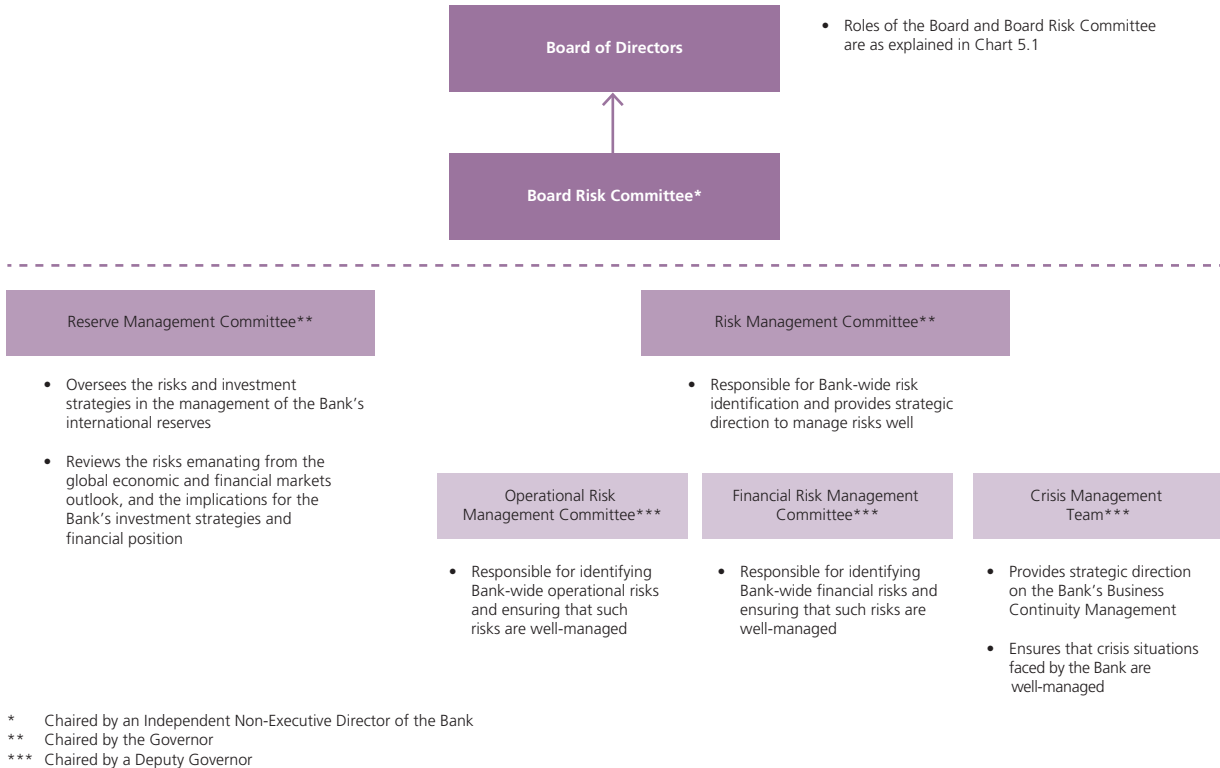 Board of Directors
• Roles of the Board and Board Risk Committee
are as explained in Chart 5.1
Board Risk Committee*
Reserve Management Committee**
• Oversees the risks and investment
strategies in the management of the Bank's
international reserves
• Reviews the risks emanating from the
global economic and financial markets
outlook, and the implications for the
Bank's investment strategies and
financial position
Risk Management Committee**
• Responsible for Bank-wide risk
identification and provides strategic
direction to manage risks well
Operational Risk
Management Committee***
• Responsible for identifying
Bank-wide operational risks
and ensuring that such
risks are well-managed
Financial Risk Management
Committee***
• Responsible for identifying
Bank-wide financial risks and
ensuring that such risks are
well-managed
Crisis Management
Team***
• Provides strategic direction
on the Bank's Business
Continuity Management
• Ensures that crisis situations
faced by the Bank are
well-managed
* Chaired by an Independent Non-Executive Director of the Bank
** Chaired by the Governor
*** Chaired by a Deputy Governor